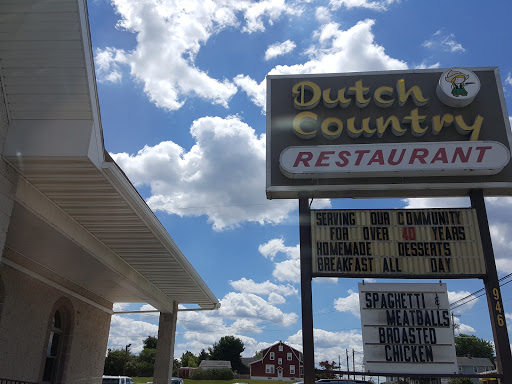 Dutch
Country
RESTAURANT
SERVING OUR COMMUNITY
FOR OVER 40 YEARS
HOMEMADE DESSERTS
BREAKFAST ALL DAY
SPAGHETTI &
MEATBALLS
BROASTED
CHICKEN
946